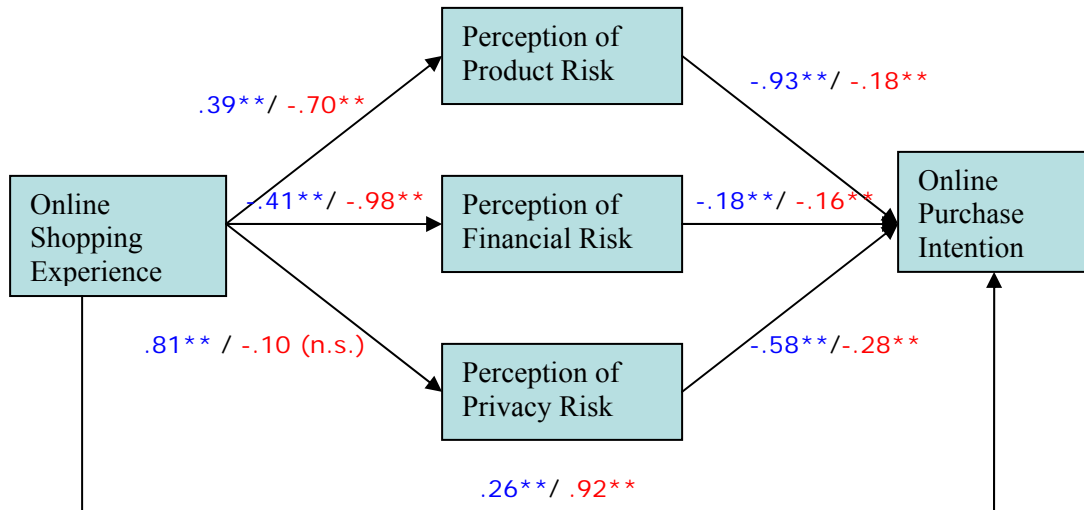 Perception of
Product Risk
-.93**/ -.18**
.39**/ -.70**
Online
Shopping
Experience
-.41**/ -.98**
Perception of
Financial Risk
-.18**/ -.16**
Online
Purchase
Intention
.81** / -.10 (n.s.)
-.58**/-.28**
Perception of
Privacy Risk
.26**/ .92**